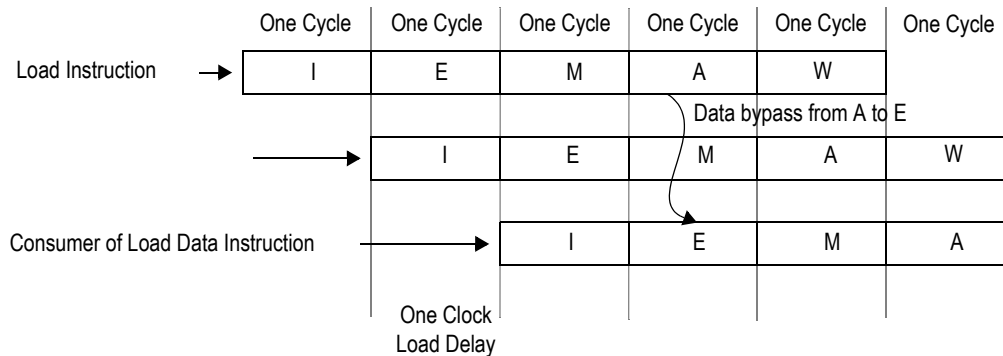 One Cycle One Cycle One Cycle One Cycle One Cycle One Cycle
Load Instruction I E M A W
Data bypass from A to E
I E M A W
Consumer of Load Data Instruction I E M A
One Clock
Load Delay